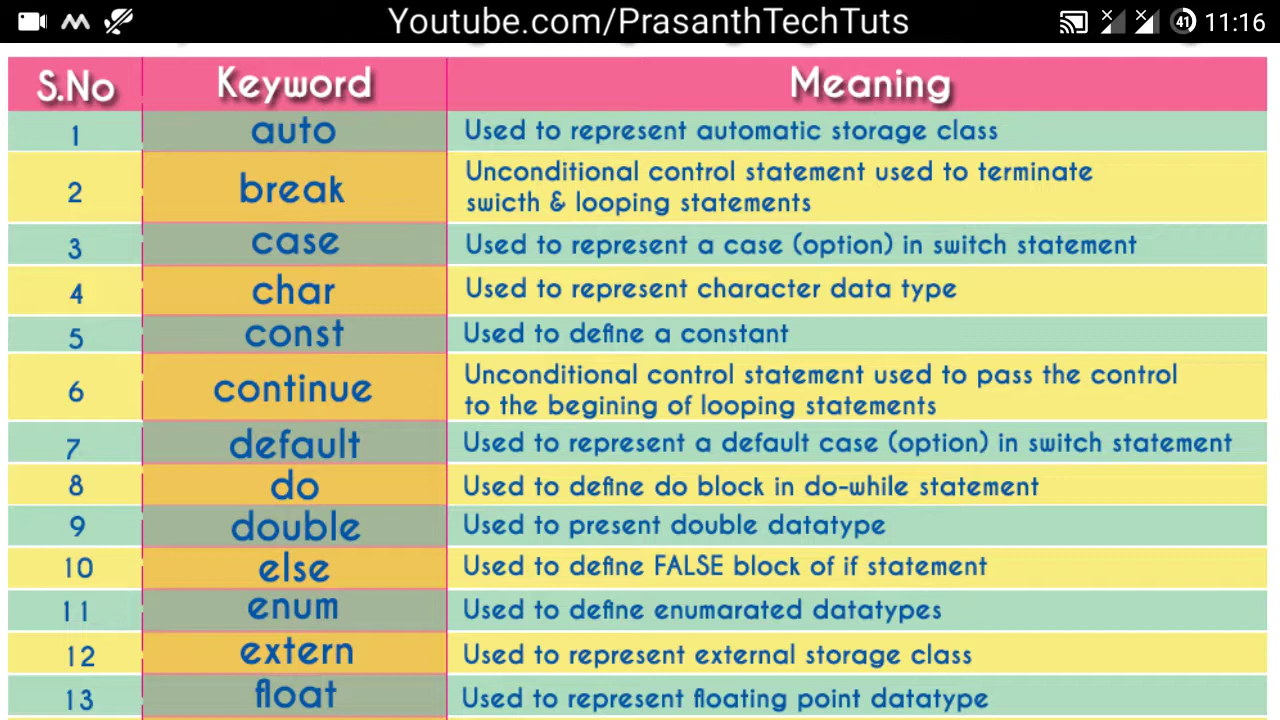 Youtube.com/PrasanthTechTuts
41 11:16
S.No Keyword Meaning
1 auto Used to represent automatic storage class
2 break Unconditional control statement used to terminate
swicth & looping statements
3 case Used to represent a case (option) in switch statement
4 char Used to represent character data type
5 const Used to define a constant
6 continue Unconditional control statement used to pass the control
to the begining of looping statements
7 default Used to represent a default case (option) in switch statement
8 do Used to define do block in do-while statement
9 double Used to present double datatype
10 else Used to define FALSE block of if statement
11 enum Used to define enumarated datatypes
12 extern Used to represent external storage class
13 float Used to represent floating point datatype